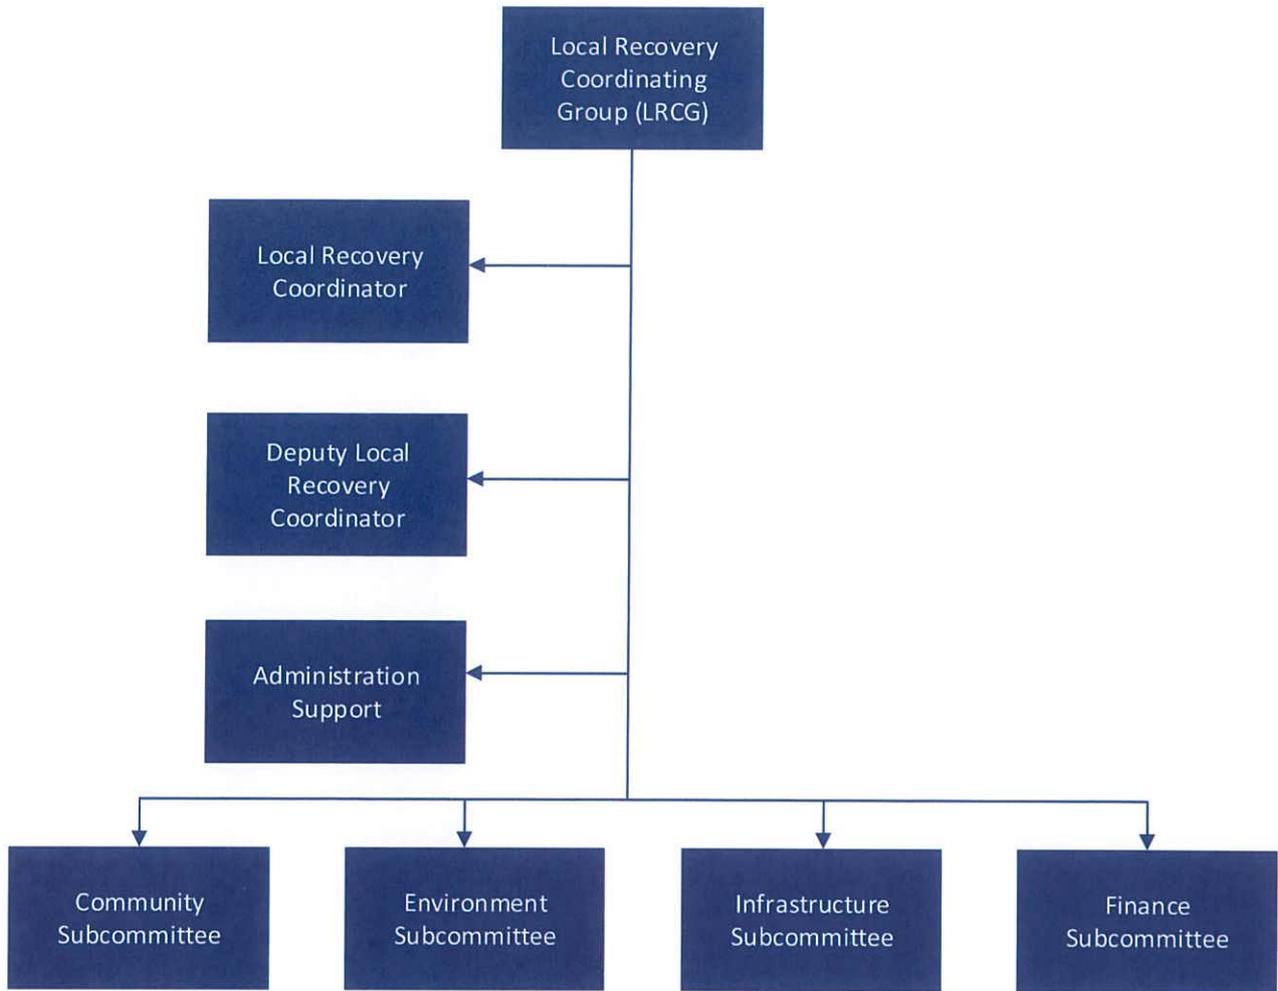 Local Recovery
Coordinating
Group (LRCG)
Local Recovery
Coordinator
Deputy Local
Recovery
Coordinator
Administration
Support
Community
Subcommittee
Environment
Subcommittee
Infrastructure
Subcommittee
Finance
Subcommittee